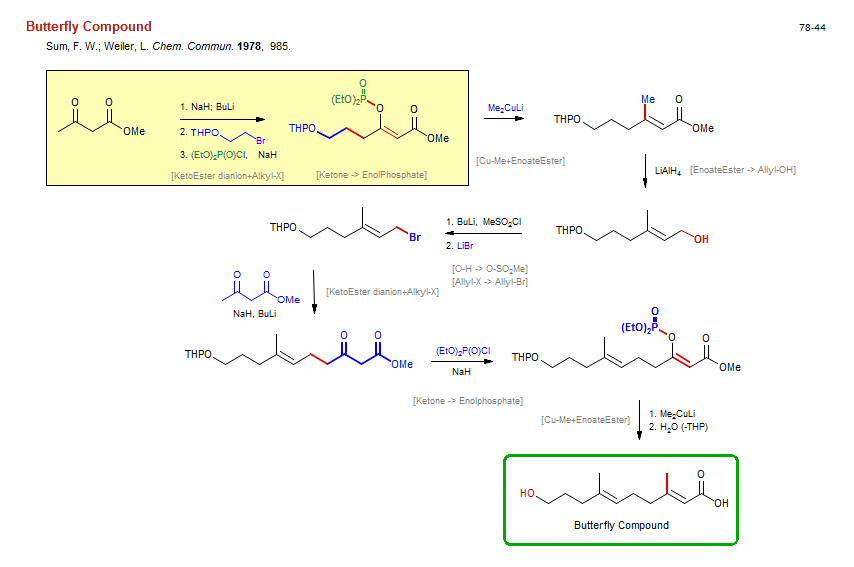 Butterfly Compound
78-44
Sum, F. W.; Weiler, L. Chem. Commun. 1978, 985.
O O
OMe
1. NaH; BuLi
2. THPO Br
3. (EtO)2P(O)Cl, NaH
[KetoEster dianion+Alkyl-X]
O
(EtO)2P
O O
THPO
OMe
[Ketone -> EnolPhosphate]
Me2CuLi
[Cu-Me+EnoateEster]
Me O
THPO
OMe
LiAlH4 [EnoateEster -> Allyl-OH]
THPO
OH
1. BuLi, MeSO2Cl
2. LiBr
[O-H -> O-SO2Me]
[Allyl-X -> Allyl-Br]
THPO
Br
O O
OMe
NaH, BuLi
[KetoEster dianion+Alkyl-X]
O O
THPO
OMe
(EtO)2P(O)Cl
NaH
[Ketone -> Enolphosphate]
O
(EtO)2P
O O
THPO
OMe
[Cu-Me+EnoateEster]
1. Me2CuLi
2. H2O (-THP)
O
HO
OH
Butterfly Compound